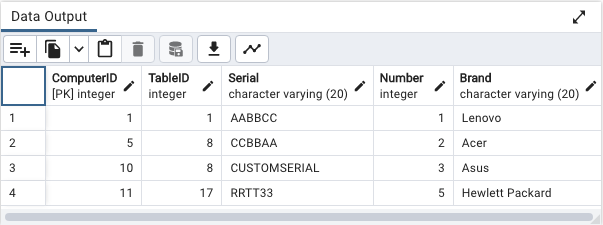 Data Output
ComputerID TableID Serial Number Brand
[PK] integer integer character varying (20) integer character varying (20)
1 1 1 AABBCC 1 Lenovo
2 5 8 CCBBAA 2 Acer
3 10 8 CUSTOMSERIAL 3 Asus
4 11 17 RRTT33 5 Hewlett Packard